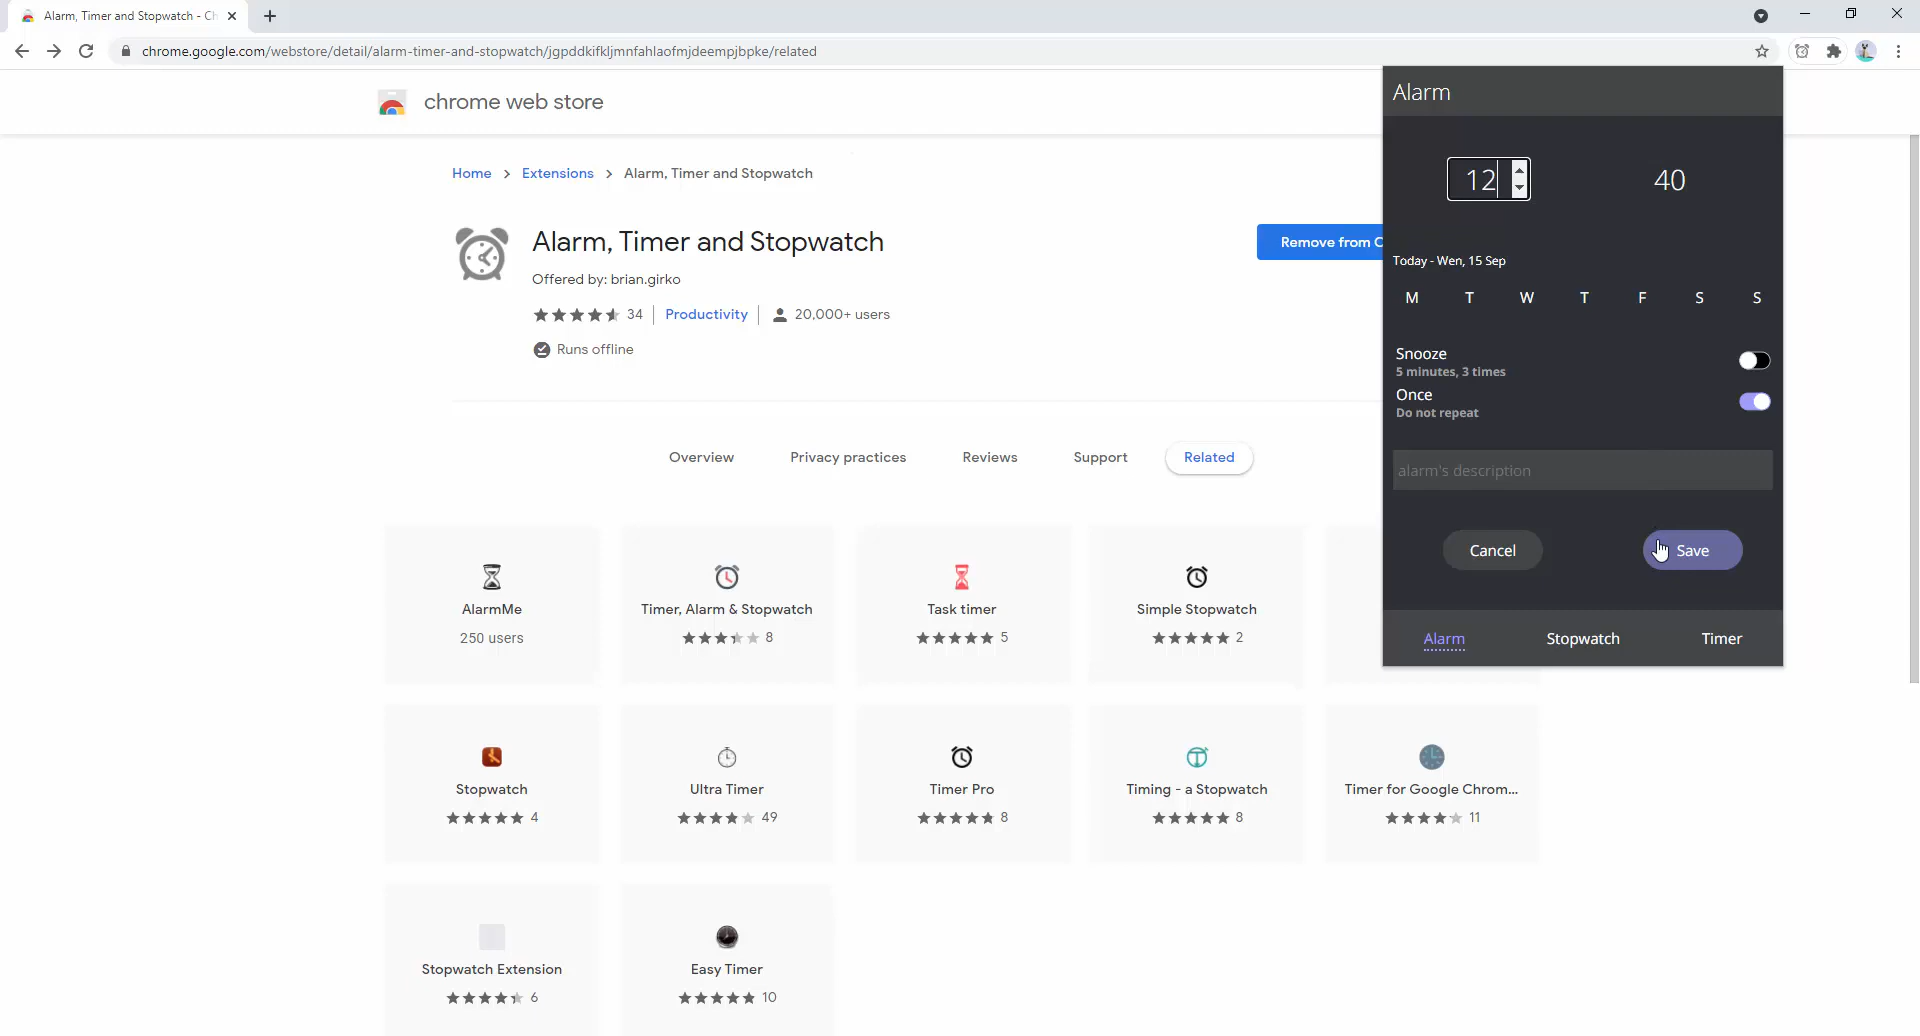 Alarm, Timer and Stopwatch - Ch
chrome.google.com/webstore/detail/alarm-timer-and-stopwatch/jgpddkifkljmnfahlaofmjdeempjbpke/related
chrome web store
Home > Extensions > Alarm, Timer and Stopwatch
Alarm, Timer and Stopwatch
Offered by: brian.girko
34 Productivity 20,000+ users
Runs offline
Remove from C
Overview Privacy practices Reviews Support Related
AlarmMe
250 users
Timer, Alarm & Stopwatch
8
Task timer
5
Simple Stopwatch
2
Stopwatch
4
Ultra Timer
49
Timer Pro
8
Timing - a Stopwatch
8
Timer for Google Chrom...
11
Stopwatch Extension
6
Easy Timer
10
Alarm
12 40
Today - Wen, 15 Sep
M T W T F S S
Snooze
5 minutes, 3 times
Once
Do not repeat
alarm's description
Cancel Save
Alarm Stopwatch Timer